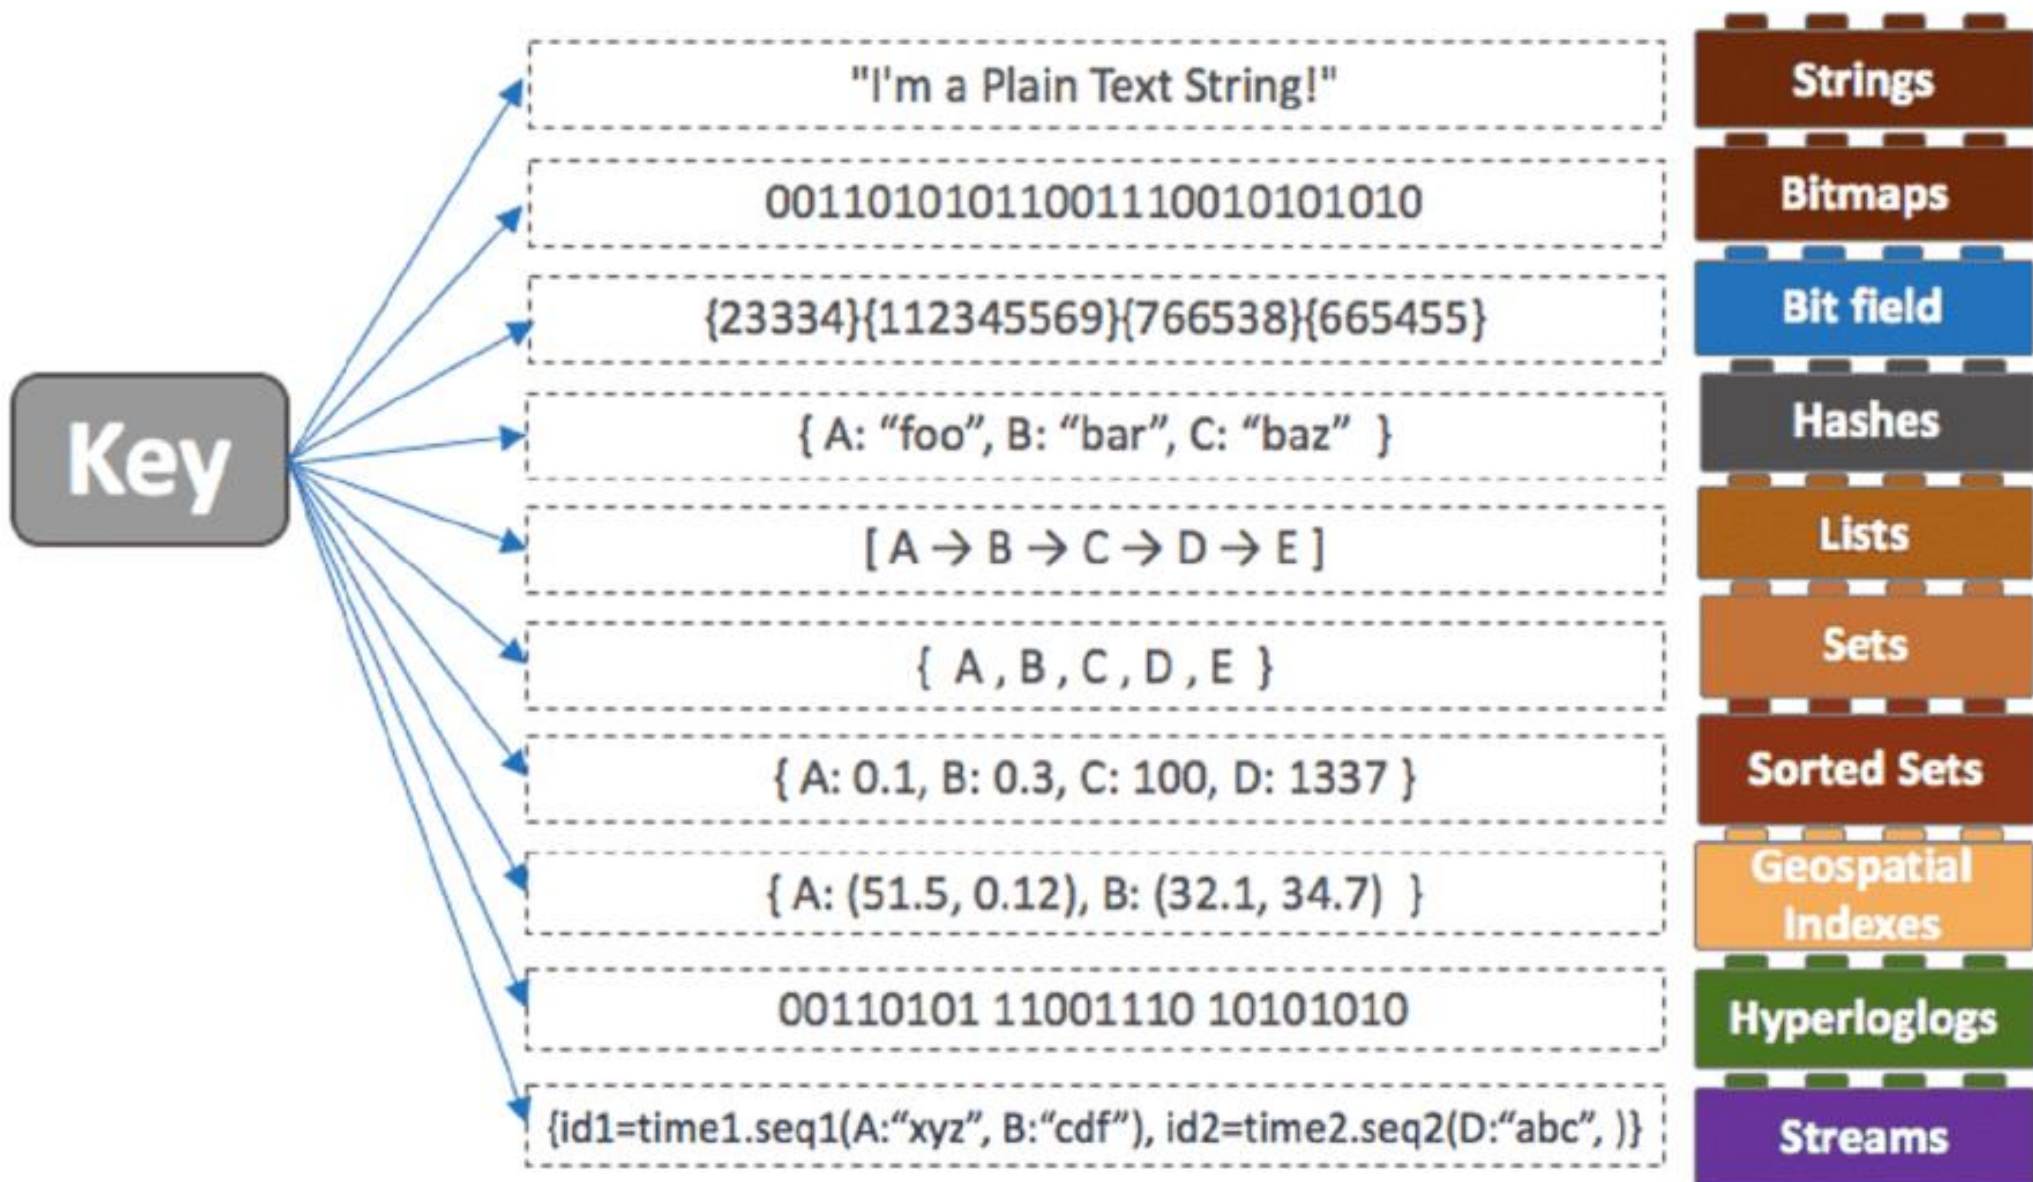 Key
"I'm a Plain Text String!"
Strings
00110101011001110010101010
Bitmaps
{23334}{112345569}{766538}{665455}
Bit field
{ A: “foo”, B: “bar”, C: “baz” }
Hashes
[ A → B → C → D → E ]
Lists
{ A , B , C , D , E }
Sets
{ A: 0.1, B: 0.3, C: 100, D: 1337 }
Sorted Sets
{ A: (51.5, 0.12), B: (32.1, 34.7) }
Geospatial
Indexes
00110101 11001110 10101010
Hyperloglogs
{id1=time1.seq1(A:“xyz”, B:“cdf”), id2=time2.seq2(D:“abc”, )}
Streams